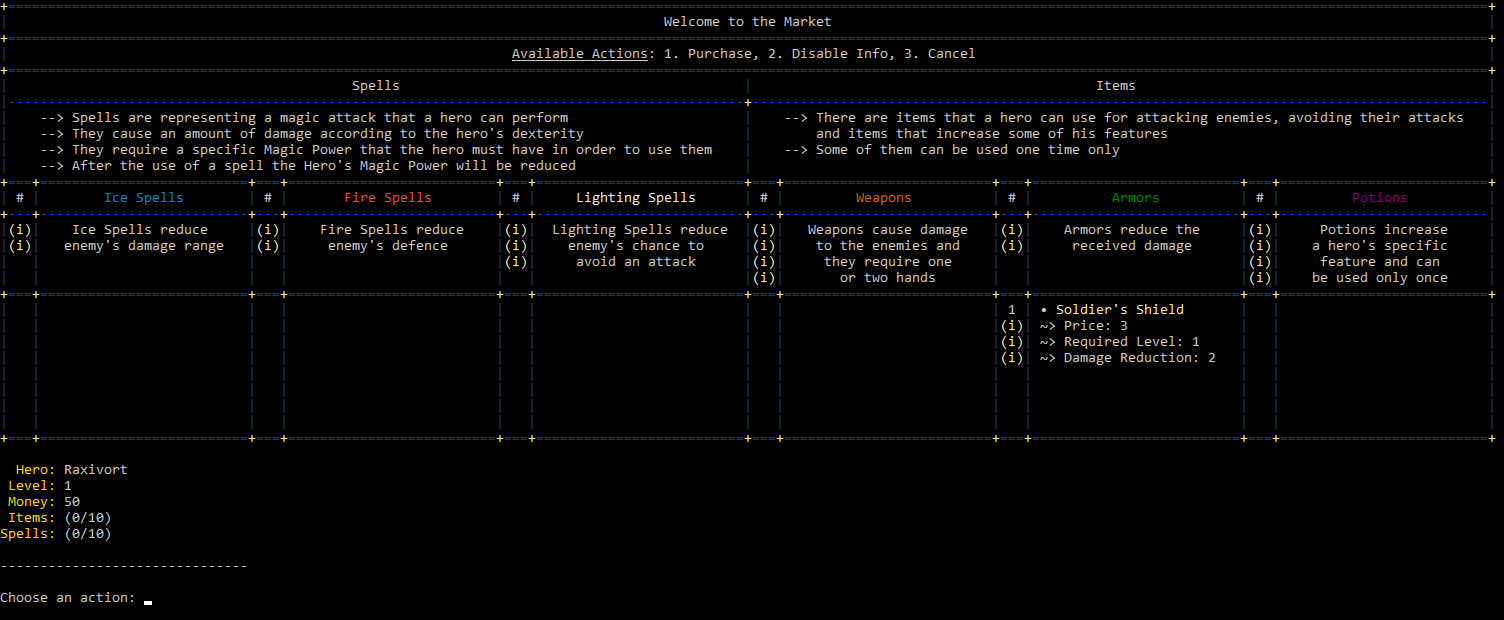 Welcome to the Market
Available Actions: 1. Purchase, 2. Disable Info, 3. Cancel
Spells
Items
--> Spells are representing a magic attack that a hero can perform
--> They cause an amount of damage according to the hero's dexterity
--> They require a specific Magic Power that the hero must have in order to use them
--> After the use of a spell the Hero's Magic Power will be reduced
--> There are items that a hero can use for attacking enemies, avoiding their attacks
and items that increase some of his features
--> Some of them can be used one time only
# Ice Spells # Fire Spells # Lighting Spells # Weapons # Armors # Potions
(i) Ice Spells reduce
(i) enemy's damage range
(i) Fire Spells reduce
(i) enemy's defence
(i) Lighting Spells reduce
(i) enemy's chance to
(i) avoid an attack
(i) Weapons cause damage
(i) to the enemies and
(i) they require one
(i) or two hands
(i) Armors reduce the
(i) received damage
(i) Potions increase
(i) a hero's specific
(i) feature and can
(i) be used only once
1 • Soldier's Shield
(i) ~> Price: 3
(i) ~> Required Level: 1
(i) ~> Damage Reduction: 2
Hero: Raxivort
Level: 1
Money: 50
Items: (0/10)
Spells: (0/10)
-------------------------------
Choose an action: